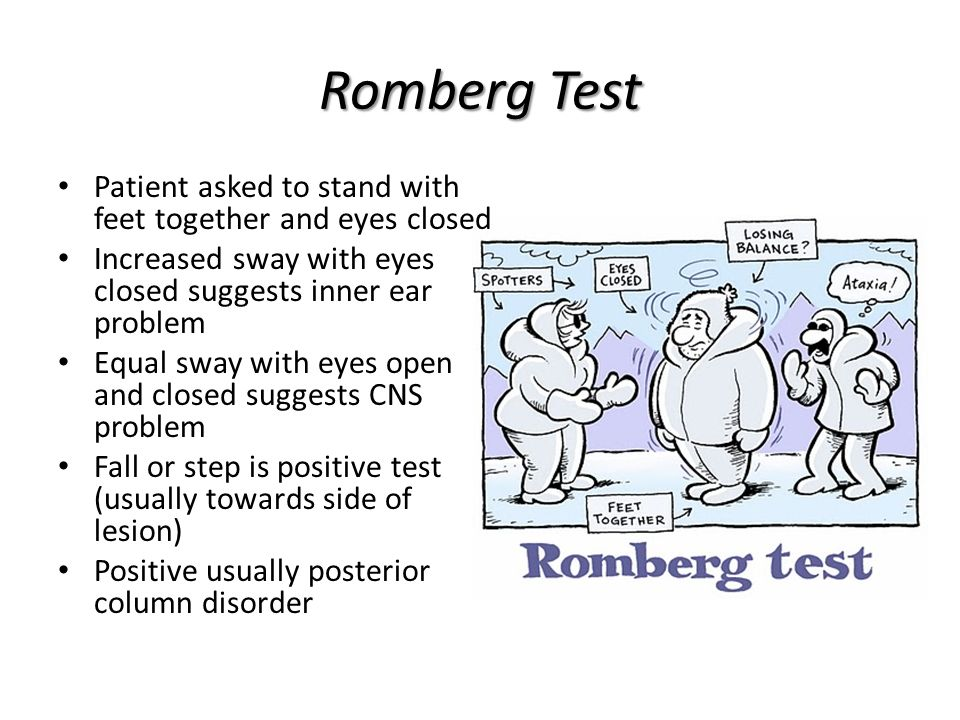 Romberg Test
• Patient asked to stand with
feet together and eyes closed
• Increased sway with eyes
closed suggests inner ear
problem
• Equal sway with eyes open
and closed suggests CNS
problem
• Fall or step is positive test
(usually towards side of
lesion)
• Positive usually posterior
column disorder
SPOTTERS
EYES
CLOSED
LOSING
BALANCE?
Ataxia!
FEET
TOGETHER
Romberg test